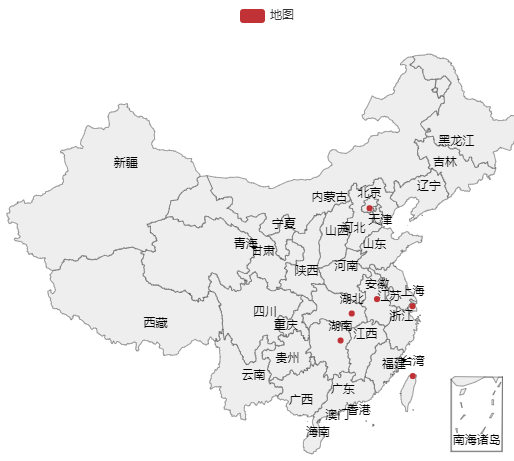 地图
黑龙江
新疆
吉林
辽宁
内蒙古
北京
宁夏
天津
山西
河北
青海
甘肃
山东
陕西
河南
安徽
江苏
上海
湖北
四川
浙江
西藏
重庆
湖南
江西
贵州
福建
台湾
云南
广东
广西
香港
澳门
海南
南海诸岛